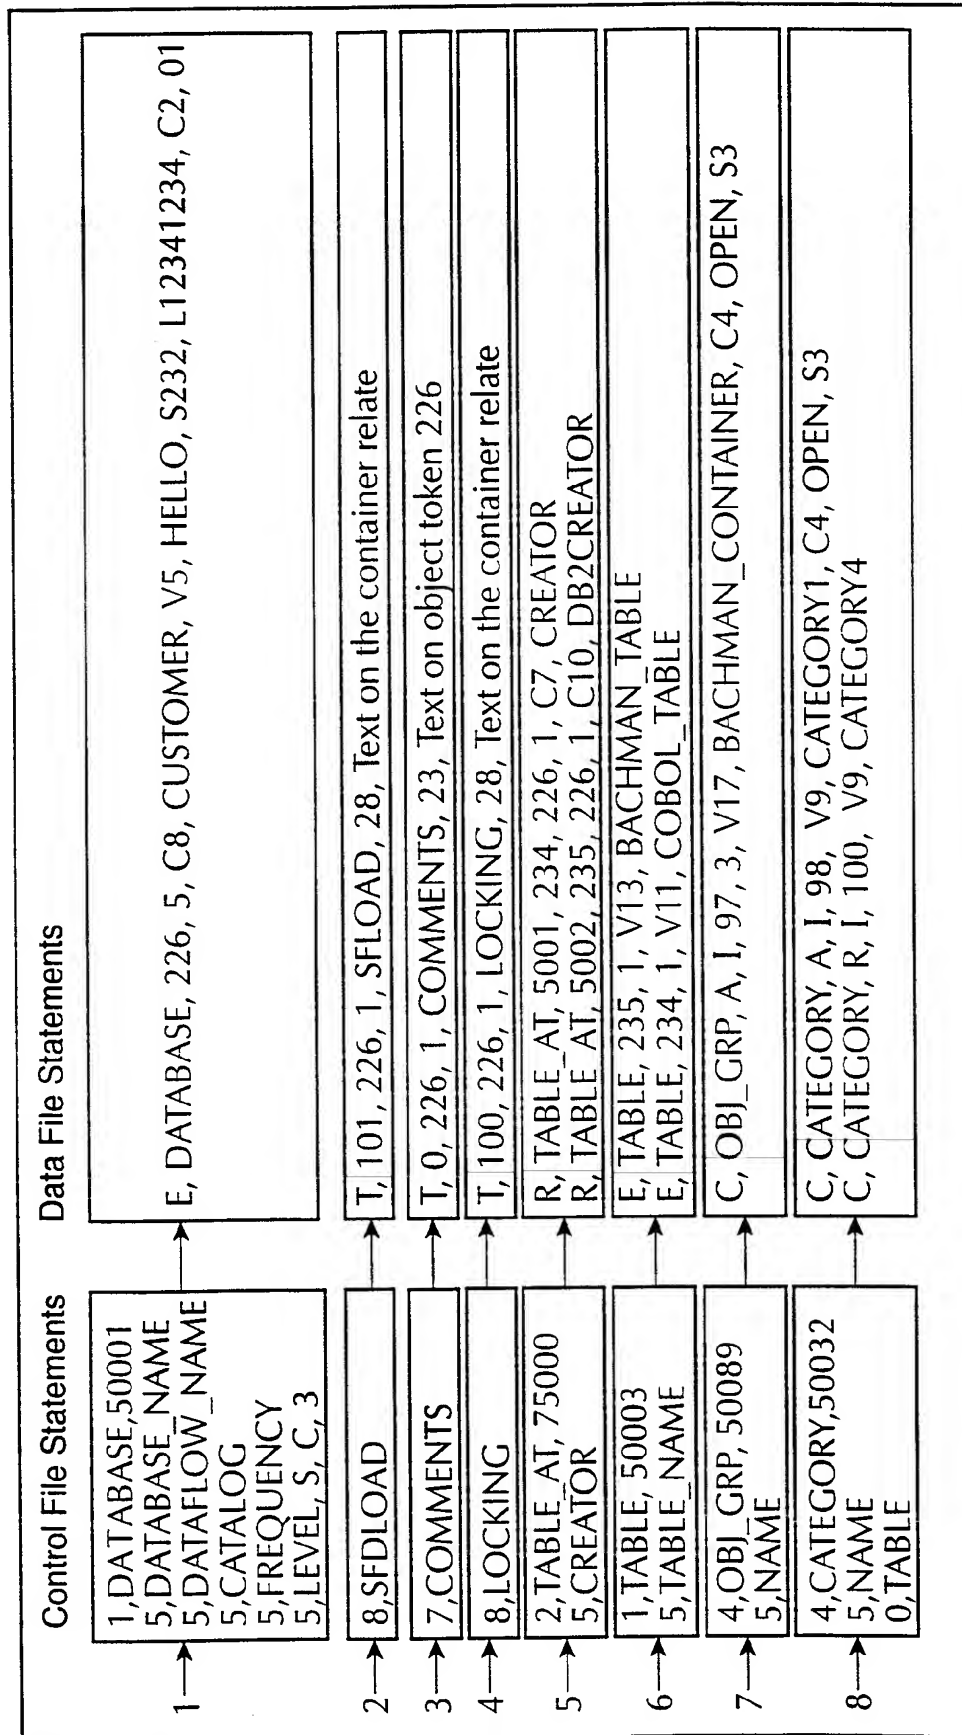 Control File Statements
Data File Statements
1
1,DATABASE,50001
5,DATABASE_NAME
5,DATAFLOW_NAME
5,CATALOG
5,FREQUENCY
5,LEVEL, S, C, 3
E, DATABASE, 226, 5, C8, CUSTOMER, V5, HELLO, S232, L12341234, C2, 01
2
8,SFDLOAD
T, 101, 226, 1, SFLOAD, 28, Text on the container relate
3
7,COMMENTS
T, 0, 226, 1, COMMENTS, 23, Text on object token 226
4
8,LOCKING
T, 100, 226, 1, LOCKING, 28, Text on the container relate
5
2,TABLE_AT, 75000
5,CREATOR
R, TABLE_AT, 5001, 234, 226, 1, C7, CREATOR
R, TABLE_AT, 5002, 235, 226, 1, C10, DB2CREATOR
6
1,TABLE, 50003
5,TABLE_NAME
E, TABLE, 235, 1, V13, BACHMAN_TABLE
E, TABLE, 234, 1, V11, COBOL_TABLE
7
4,OBJ_GRP, 50089
5,NAME
C, OBJ_GRP, A, I, 97, 3, V17, BACHMAN_CONTAINER, C4, OPEN, S3
8
4,CATEGORY,50032
5,NAME
0,TABLE
C, CATEGORY, A, I, 98, V9, CATEGORY1, C4, OPEN, S3
C, CATEGORY, R, I, 100, V9, CATEGORY4